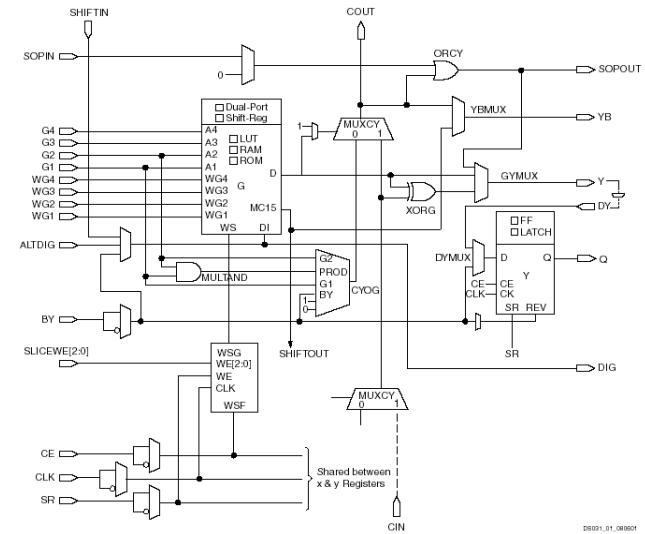 SHIFTIN
COUT
SOPIN
ORCY
0
SOPOUT
Dual-Port
Shift-Reg
YBMUX
YB
1
MUXCY
0 1
G4
A4
G3
A3
LUT
G2
A2
RAM
G1
A1
ROM
D
GYMUX
Y
WG4
WG4
G
WG3
WG3
WG2
WG2
MC15
XORG
DY
WG1
WG1
WS
DI
FF
LATCH
ALTDIG
G2
DYMUX
D
Q
Q
PROD
Y
MULTAND
G1
CYOG
CE
CE
BY
CLK
CK
1
0
SR
REV
BY
SLICEWE[2:0]
WSG
SHIFTOUT
SR
WE[2:0]
DIG
WE
CLK
MUXCY
0 1
WSF
CE
CLK
Shared between
x & y Registers
SR
CIN
DS031_01_080601